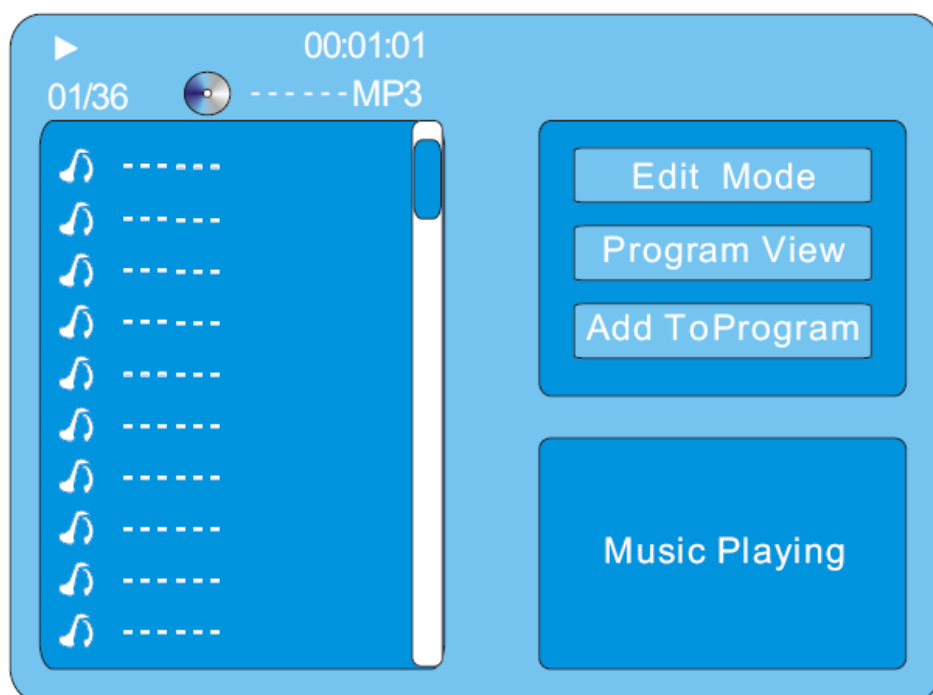 00:01:01
01/36 ------MP3
------
------
------
------
------
------
------
------
------
------
Edit Mode
Program View
Add ToProgram
Music Playing